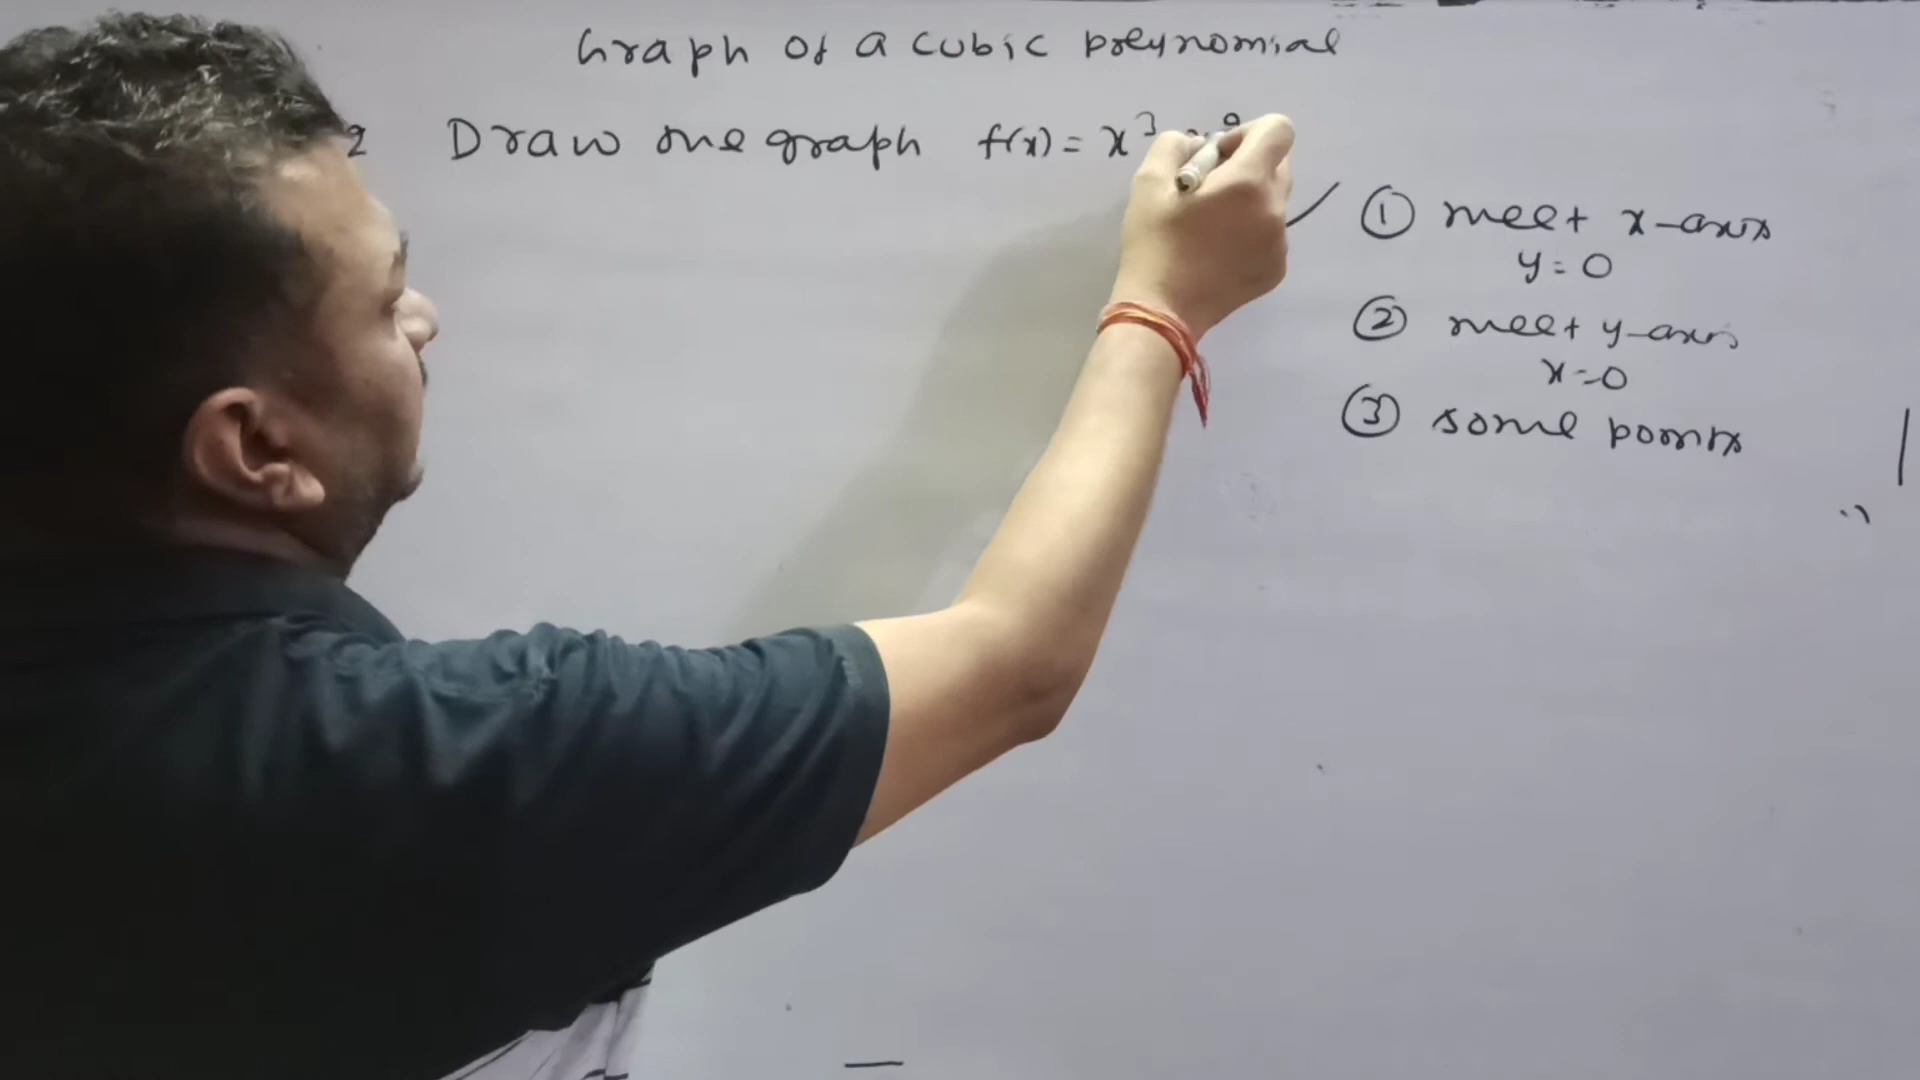 Graph of a cubic polynomial
2 Draw the graph f(x) = x³
① meet x-axis
y = 0
② meet y-axis
x = 0
③ some points